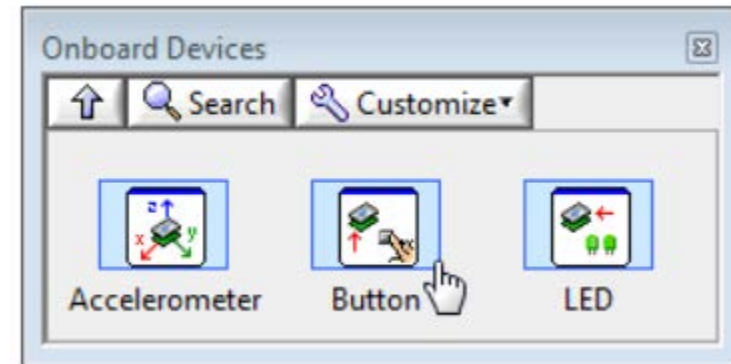 Onboard Devices
Search Customize
z x y
Accelerometer Button LED